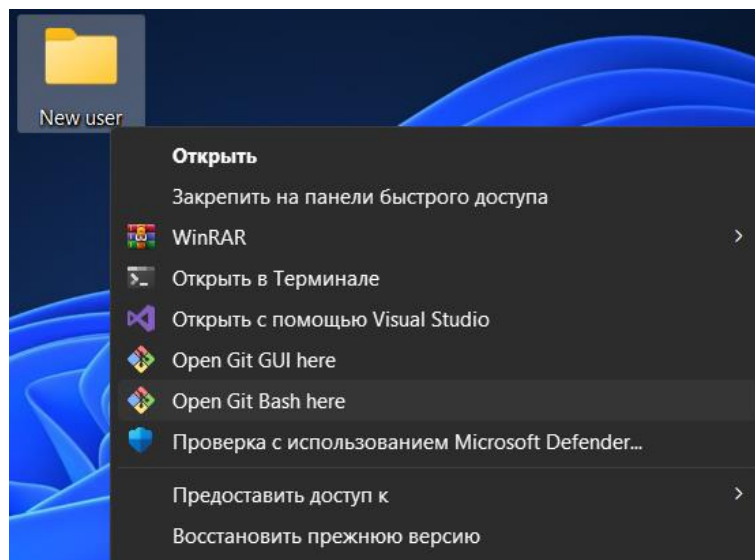 New user
Открыть
Закрепить на панели быстрого доступа
WinRAR
Открыть в Терминале
Открыть с помощью Visual Studio
Open Git GUI here
Open Git Bash here
Проверка с использованием Microsoft Defender...
Предоставить доступ к
Восстановить прежнюю версию